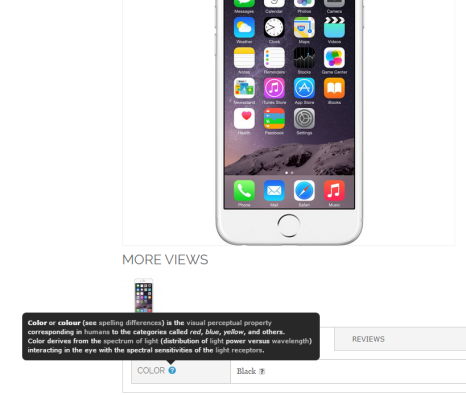 Messages Calendar Photos Camera
Weather Clock Maps Videos
Notes Reminders Stocks Game Center
Newsstand iTunes Store App Store iBooks
Health Passbook Settings
Phone Mail Safari Music
MORE VIEWS
Color or colour (see spelling differences) is the visual perceptual property
corresponding in humans to the categories called red, blue, yellow, and others.
Color derives from the spectrum of light (distribution of light power versus wavelength)
interacting in the eye with the spectral sensitivities of the light receptors.
REVIEWS
COLOR ?
Black ?